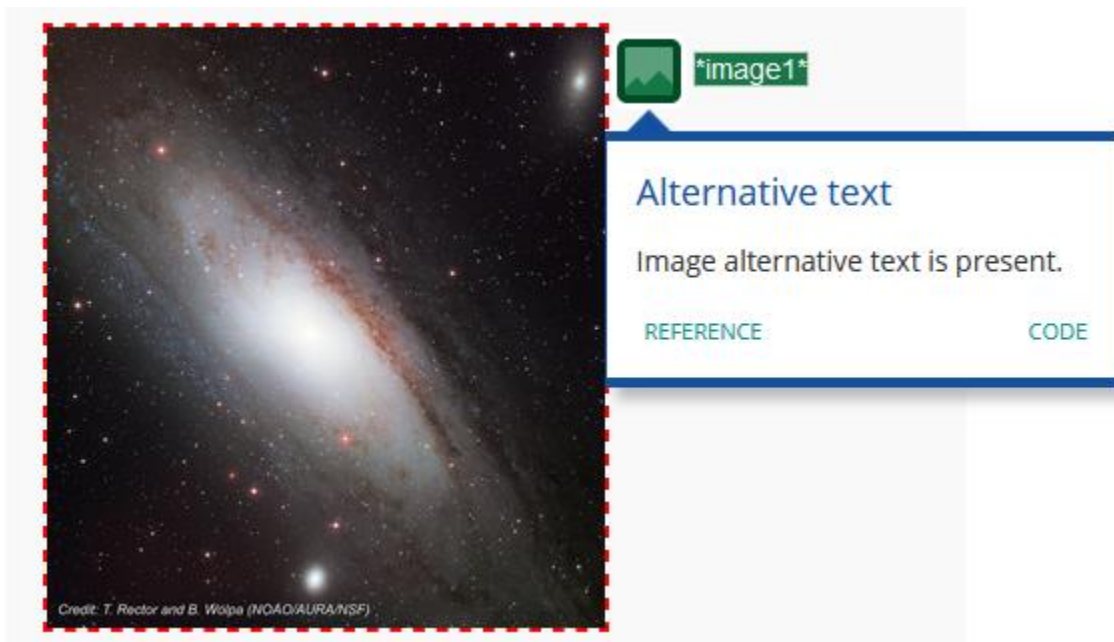 *image1*
Alternative text
Image alternative text is present.
REFERENCE CODE
Credit: T. Rector and B. Wolpa (NOAO/AURA/NSF)